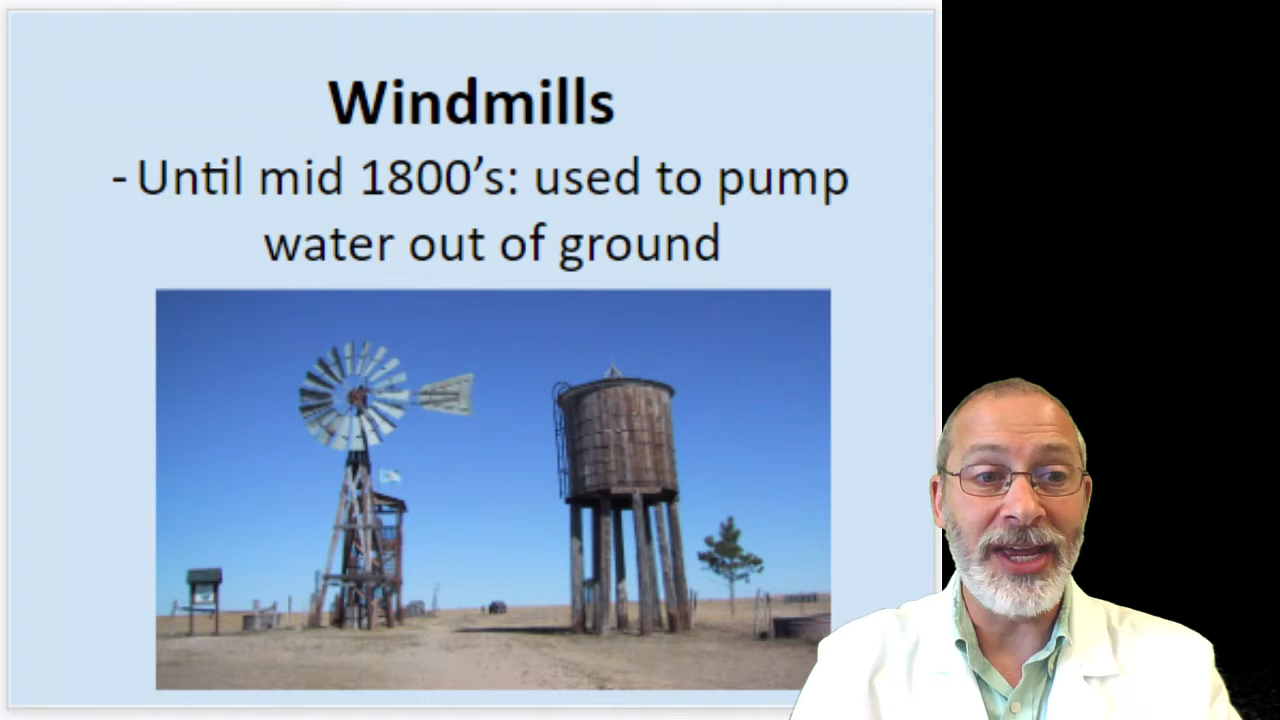 Windmills
- Until mid 1800’s: used to pump
water out of ground